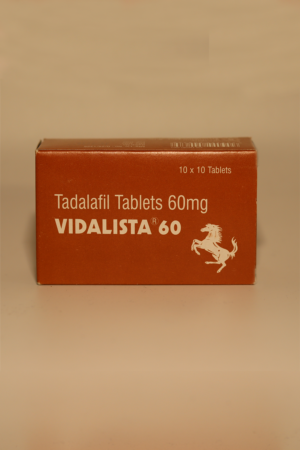 10 x 10 Tablets
Tadalafil Tablets 60mg
VIDALISTA® 60